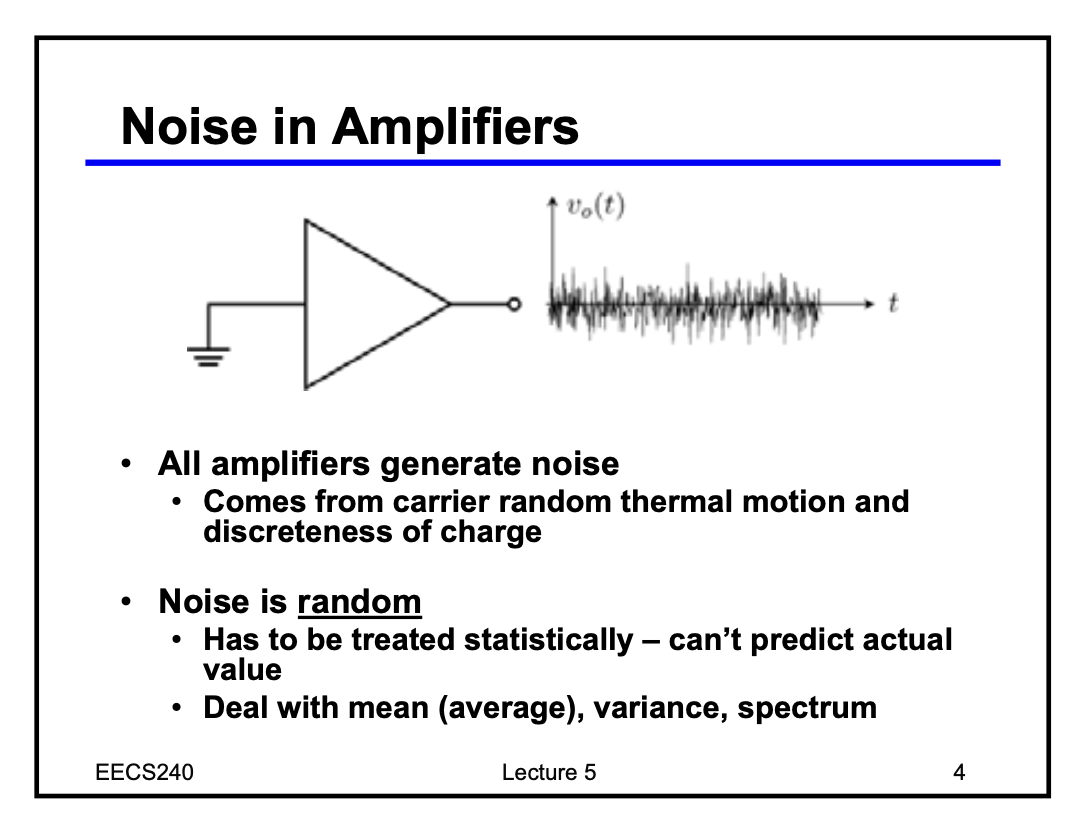 Noise in Amplifiers
v_o(t)
t
• All amplifiers generate noise
• Comes from carrier random thermal motion and
discreteness of charge
• Noise is random
• Has to be treated statistically – can't predict actual
value
• Deal with mean (average), variance, spectrum
EECS240 Lecture 5 4